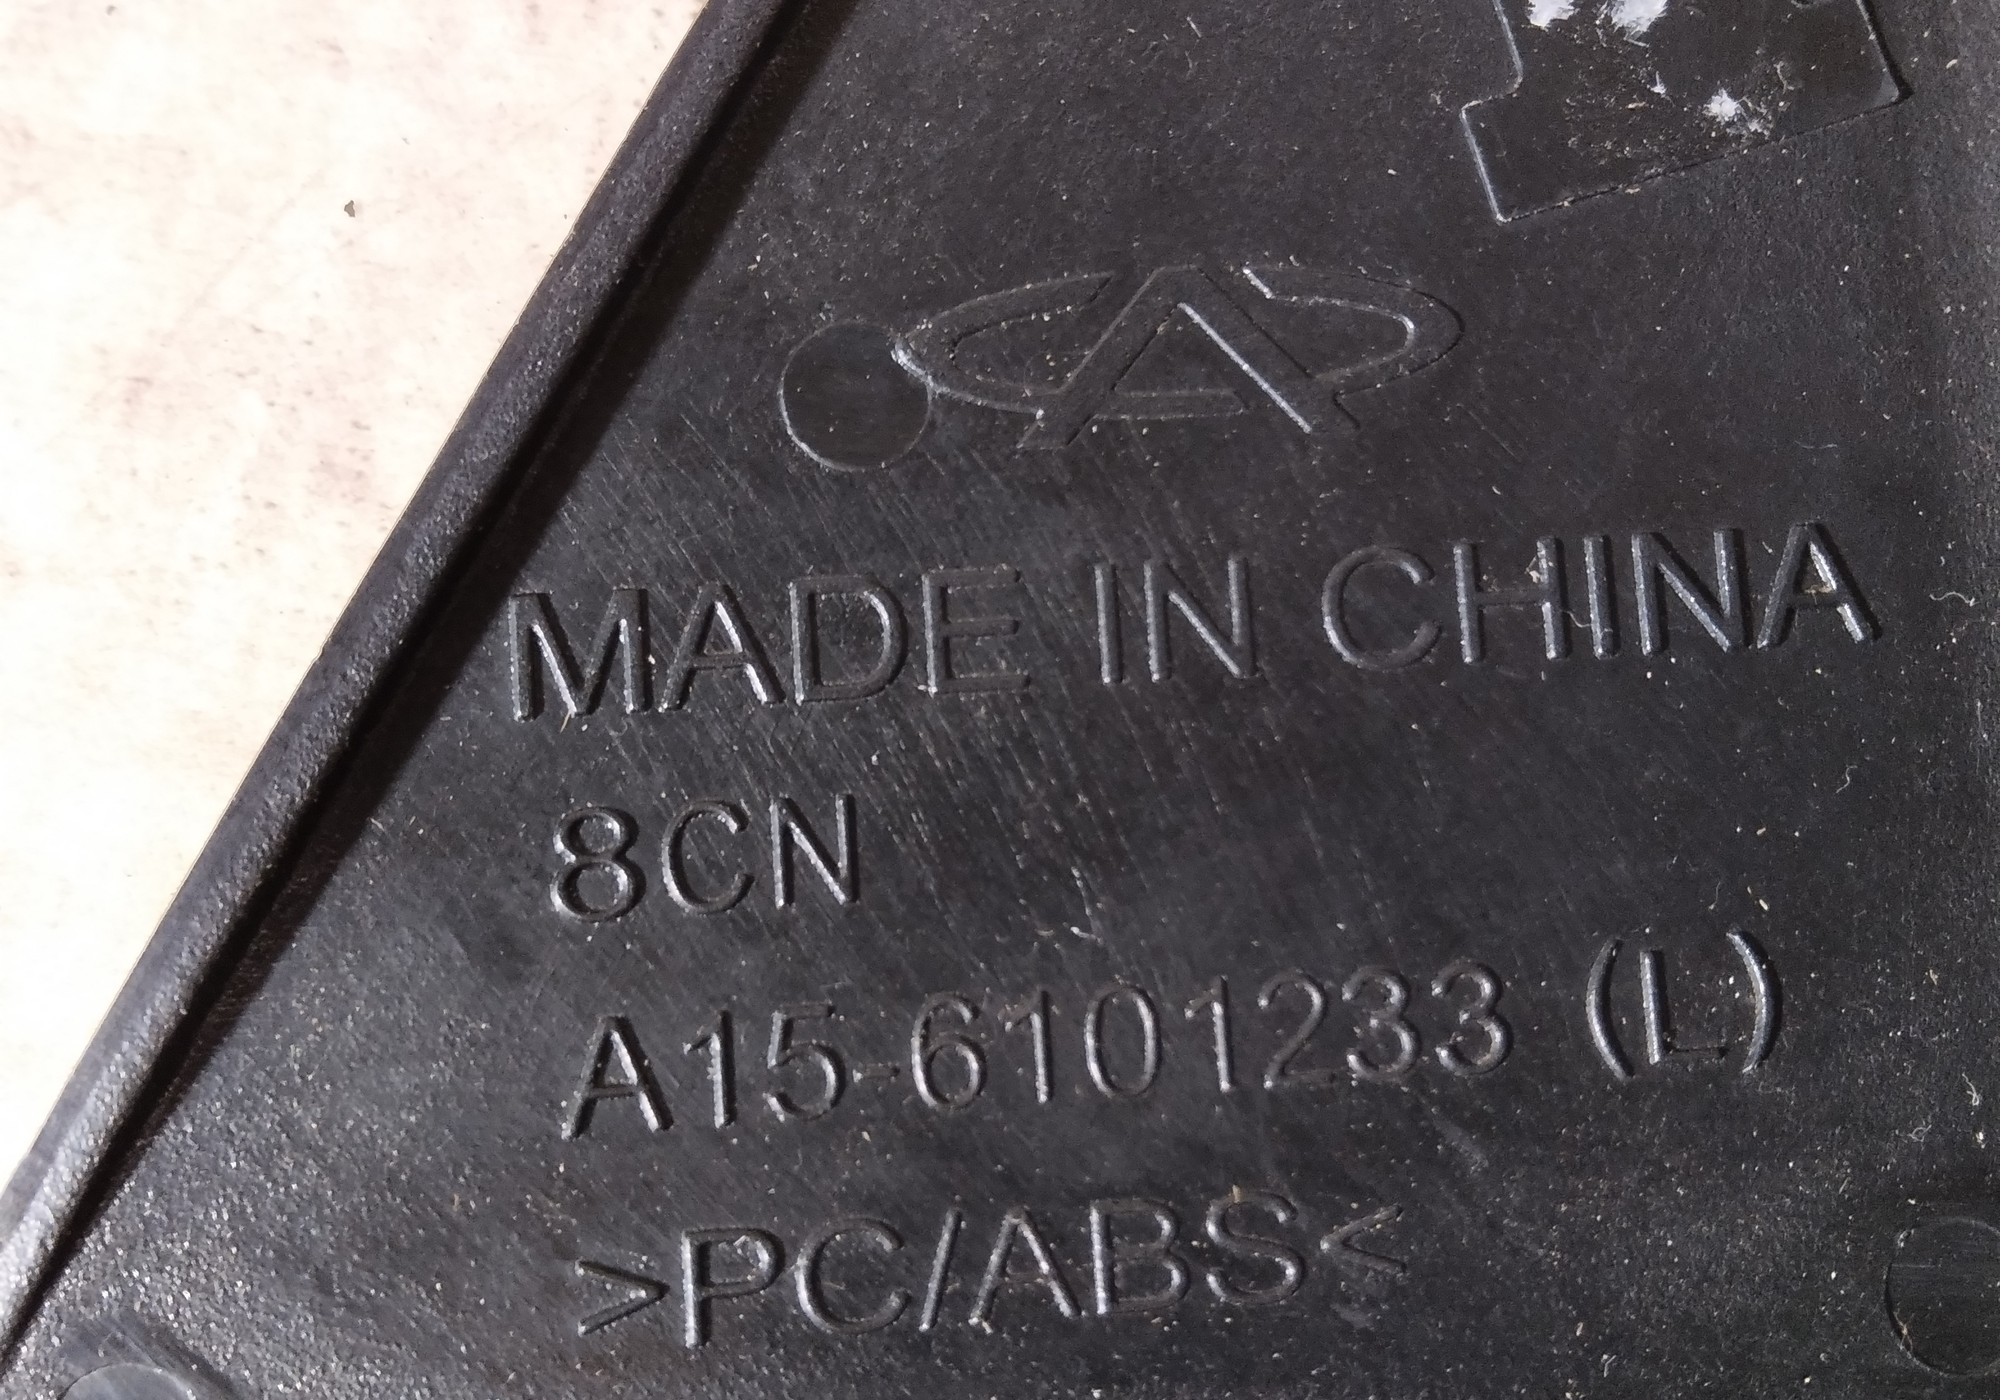 MADE IN CHINA
8CN
A15-6101233 (L)
>PC/ABS<